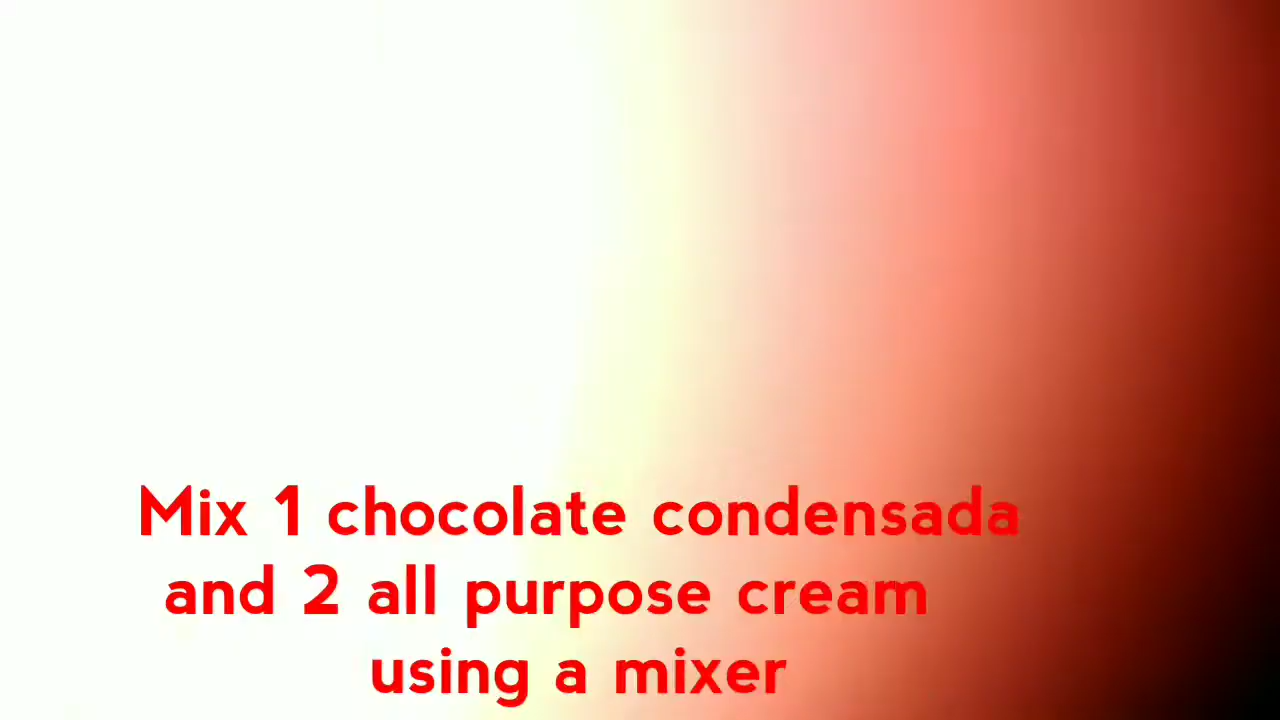 Mix 1 chocolate condensada
and 2 all purpose cream
using a mixer